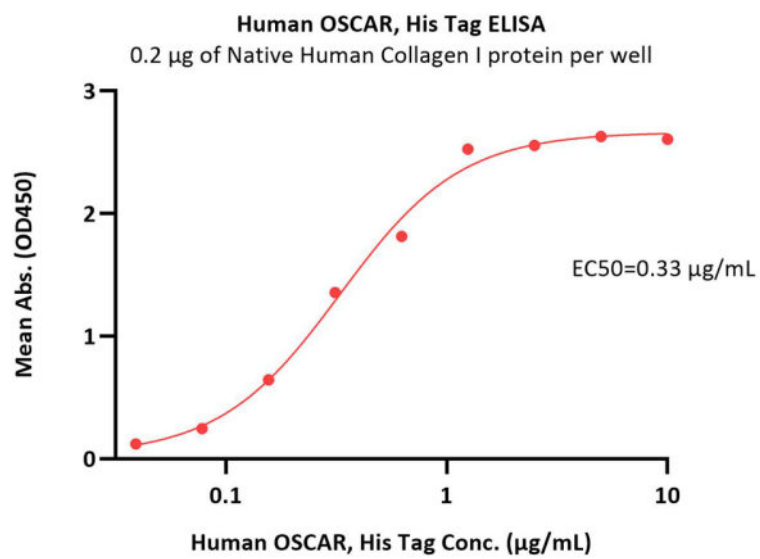 Human OSCAR, His Tag ELISA
0.2 µg of Native Human Collagen I protein per well
3
2
1
0
Mean Abs. (OD450)
EC50=0.33 µg/mL
0.1
1
10
Human OSCAR, His Tag Conc. (µg/mL)